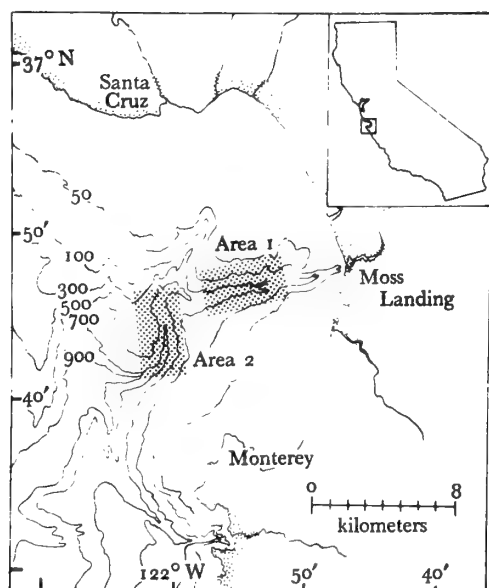 37° N
Santa
Cruz
50
50'
Area 1
100
300
Moss
Landing
500
700
900
Area 2
40'
Monterey
0 8
kilometers
122° W
50'
40'